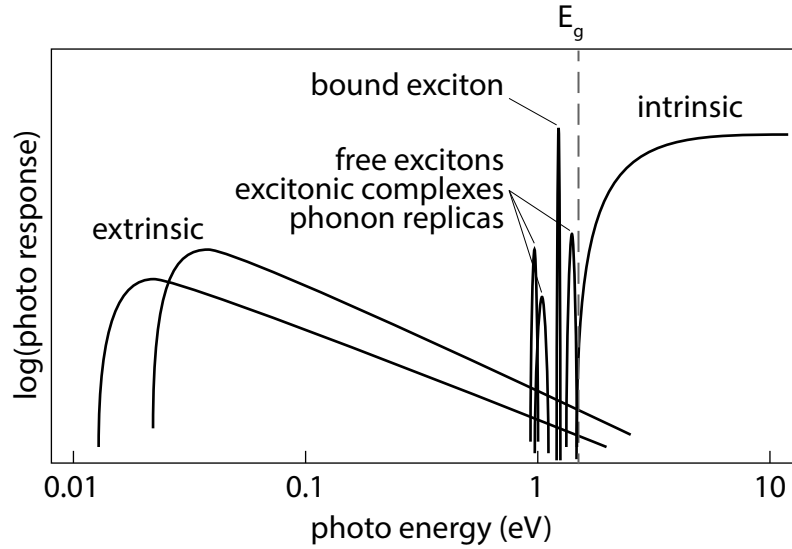 E_g
bound exciton
intrinsic
free excitons
excitonic complexes
phonon replicas
extrinsic
log(photo response)
0.01
0.1
1
10
photo energy (eV)